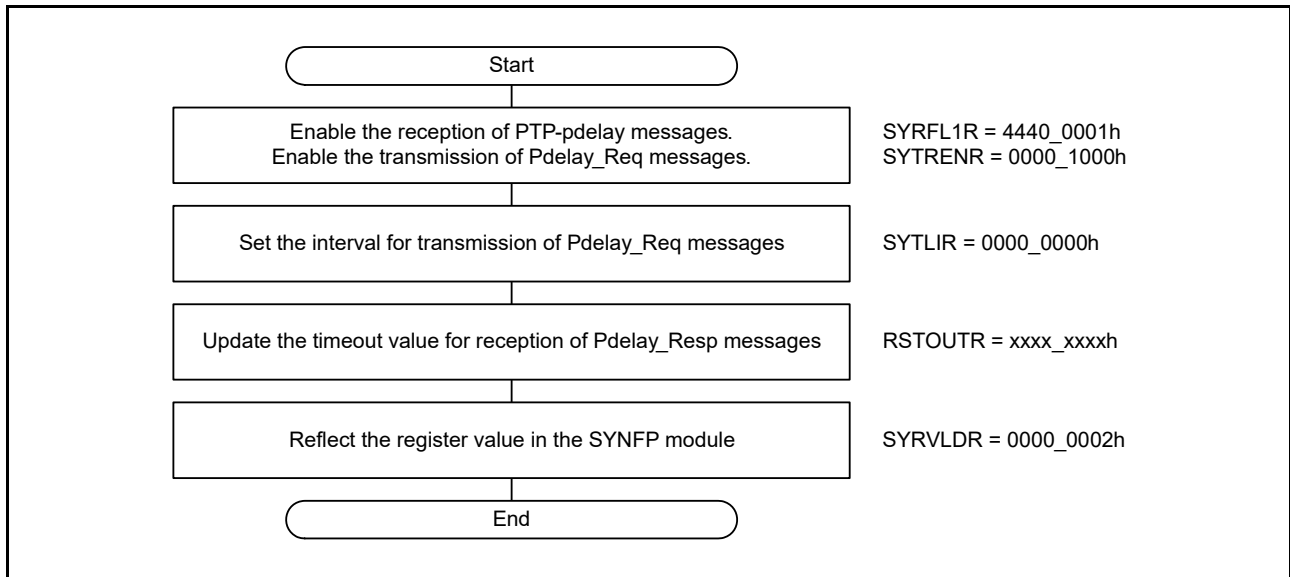 Start
Enable the reception of PTP-pdelay messages.
Enable the transmission of Pdelay_Req messages.
SYRFL1R = 4440_0001h
SYTRENR = 0000_1000h
Set the interval for transmission of Pdelay_Req messages
SYTLIR = 0000_0000h
Update the timeout value for reception of Pdelay_Resp messages
RSTOUTR = xxxx_xxxxh
Reflect the register value in the SYNFP module
SYRVLDR = 0000_0002h
End